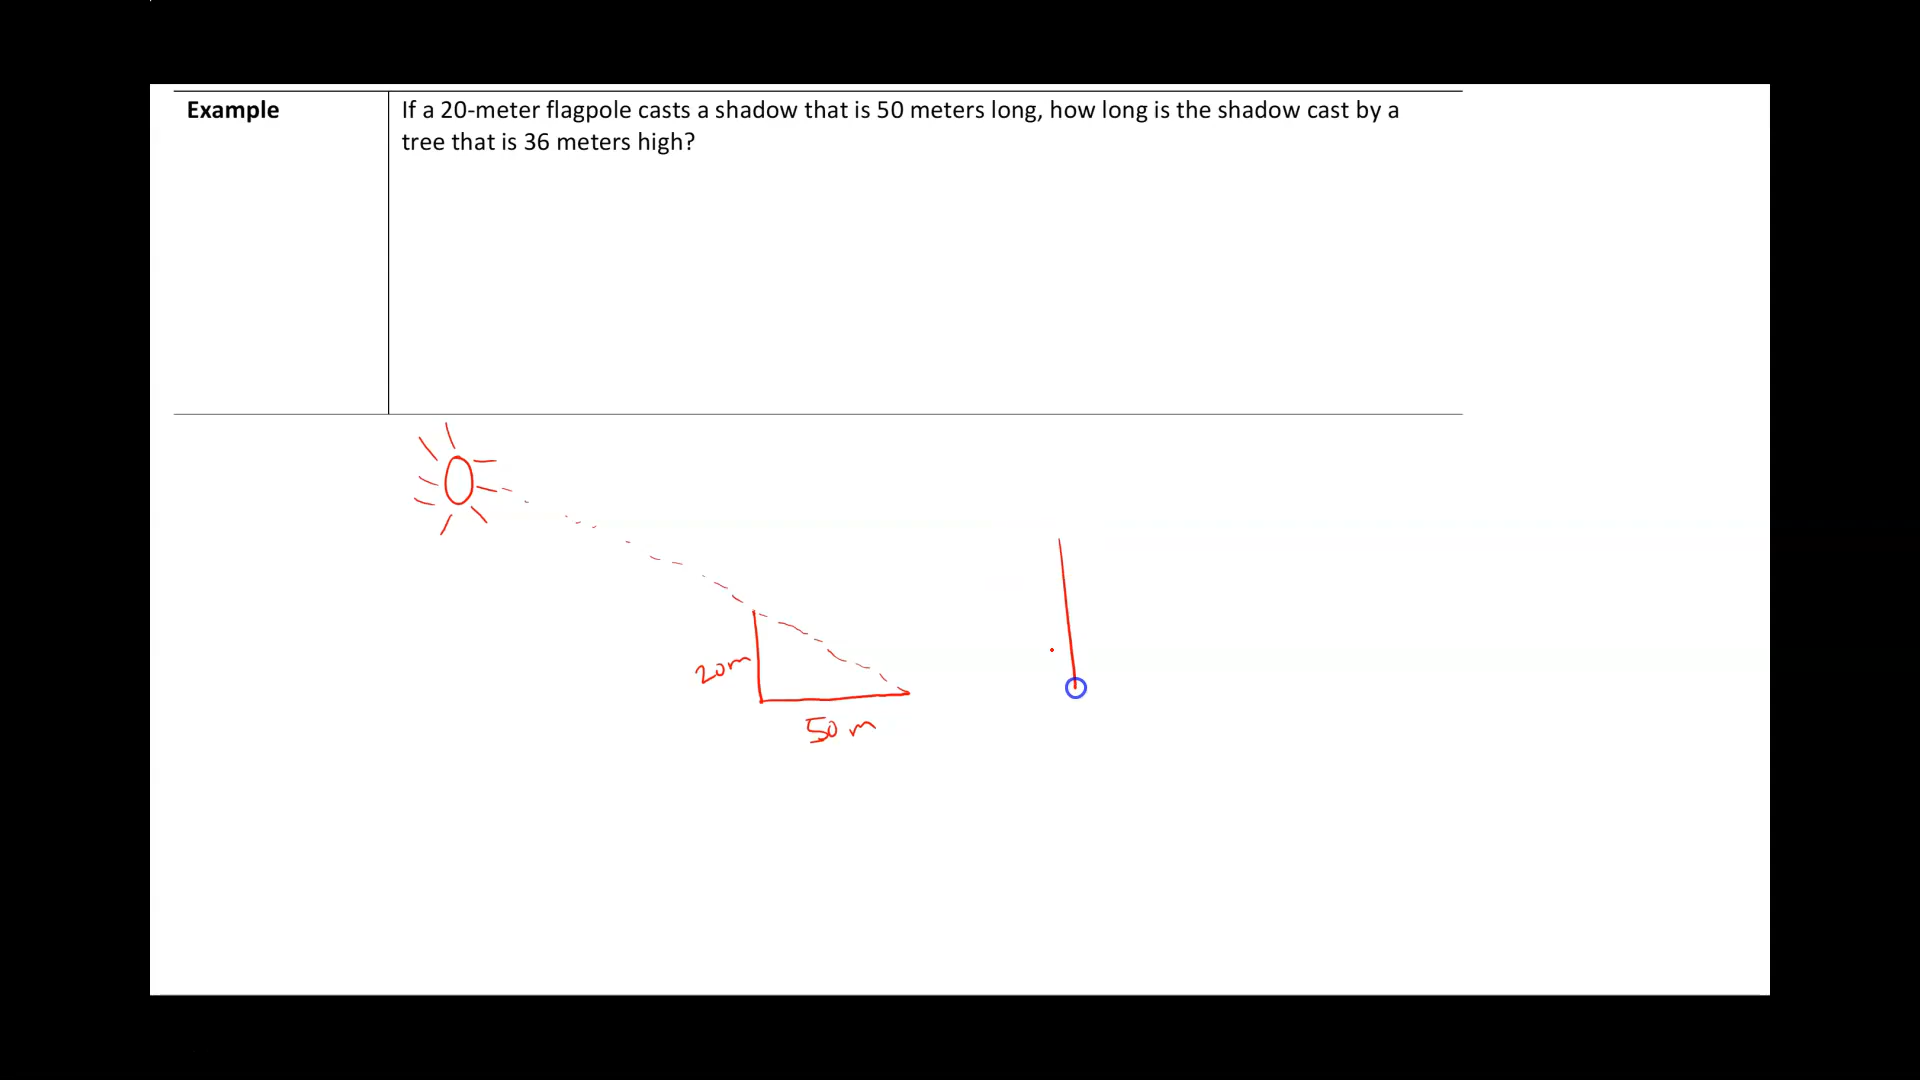 Example
If a 20-meter flagpole casts a shadow that is 50 meters long, how long is the shadow cast by a
tree that is 36 meters high?
20m
50 m